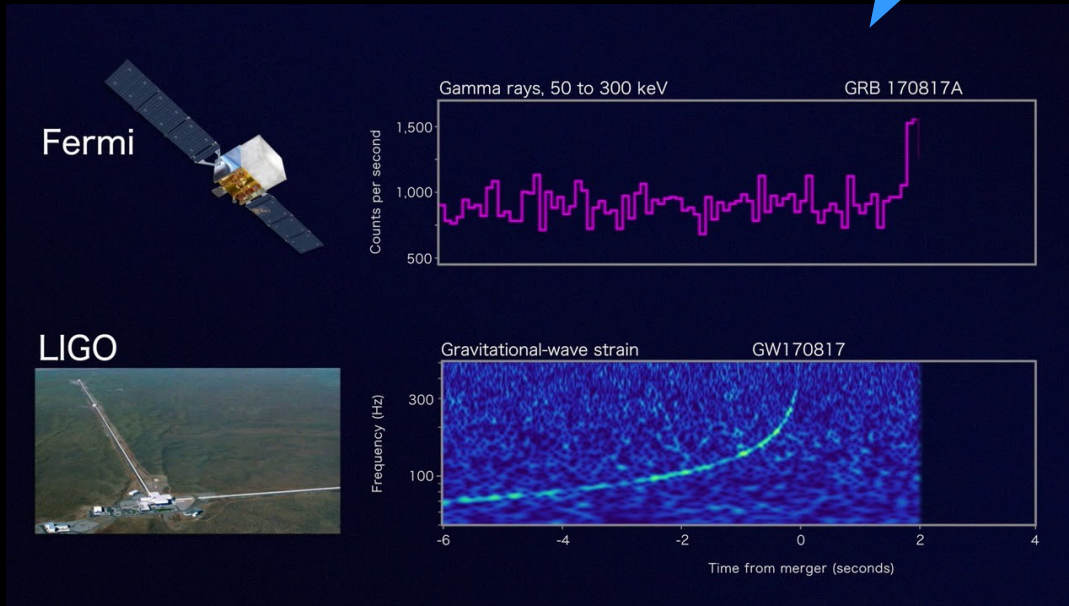 Fermi
Gamma rays, 50 to 300 keV
GRB 170817A
Counts per second
1,500
1,000
500
LIGO
Gravitational-wave strain
GW170817
Frequency (Hz)
300
100
-6
-4
-2
0
2
4
Time from merger (seconds)